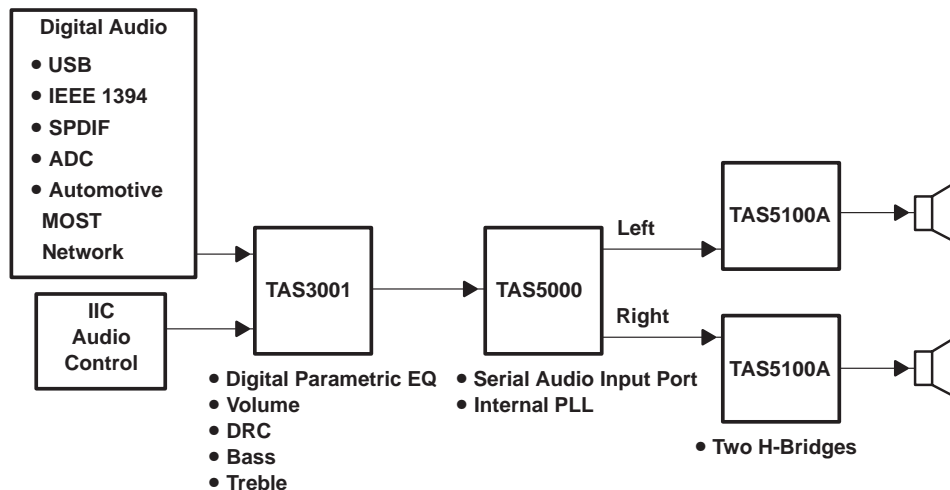 Digital Audio
● USB
● IEEE 1394
● SPDIF
● ADC
● Automotive
MOST
Network
IIC
Audio
Control
TAS3001
● Digital Parametric EQ
● Volume
● DRC
● Bass
● Treble
TAS5000
● Serial Audio Input Port
● Internal PLL
Left
Right
TAS5100A
TAS5100A
● Two H-Bridges